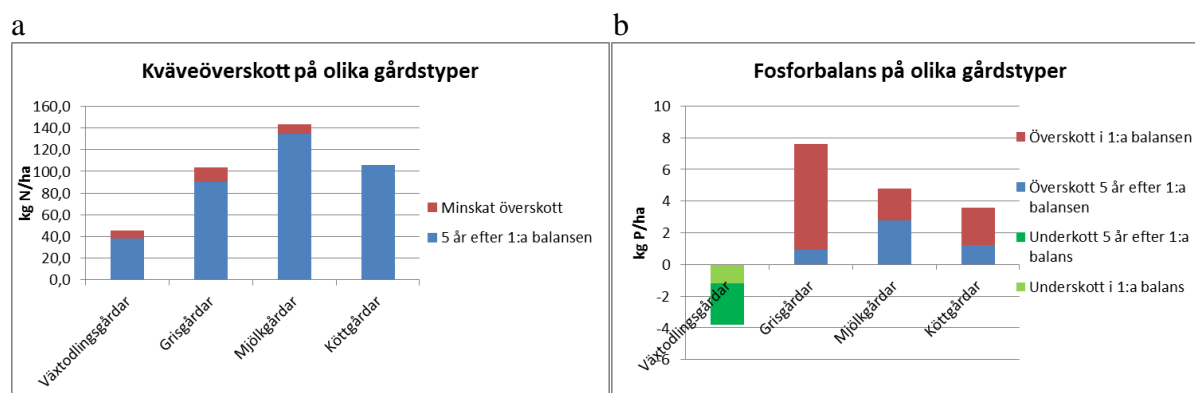 a
Kväveöverskott på olika gårdstyper
kg N/ha
160,0
140,0
120,0
100,0
80,0
60,0
40,0
20,0
0,0
Växtodlingsgårdar
Grisgårdar
Mjölkgårdar
Köttgårdar
Minskat överskott
5 år efter 1:a balansen
b
Fosforbalans på olika gårdstyper
kg P/ha
10
8
6
4
2
0
-2
-4
-6
Växtodlingsgårdar
Grisgårdar
Mjölkgårdar
Köttgårdar
Överskott i 1:a balansen
Överskott 5 år efter 1:a
balansen
Underkott 5 år efter 1:a
balans
Underskott i 1:a balans